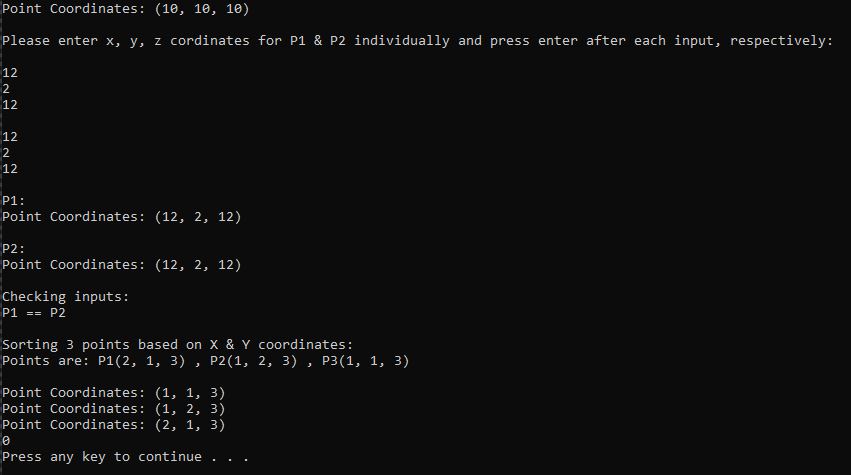 Point Coordinates: (10, 10, 10)
Please enter x, y, z cordinates for P1 & P2 individually and press enter after each input, respectively:
12
2
12
12
2
12
P1:
Point Coordinates: (12, 2, 12)
P2:
Point Coordinates: (12, 2, 12)
Checking inputs:
P1 == P2
Sorting 3 points based on X & Y coordinates:
Points are: P1(2, 1, 3) , P2(1, 2, 3) , P3(1, 1, 3)
Point Coordinates: (1, 1, 3)
Point Coordinates: (1, 2, 3)
Point Coordinates: (2, 1, 3)
0
Press any key to continue . . .